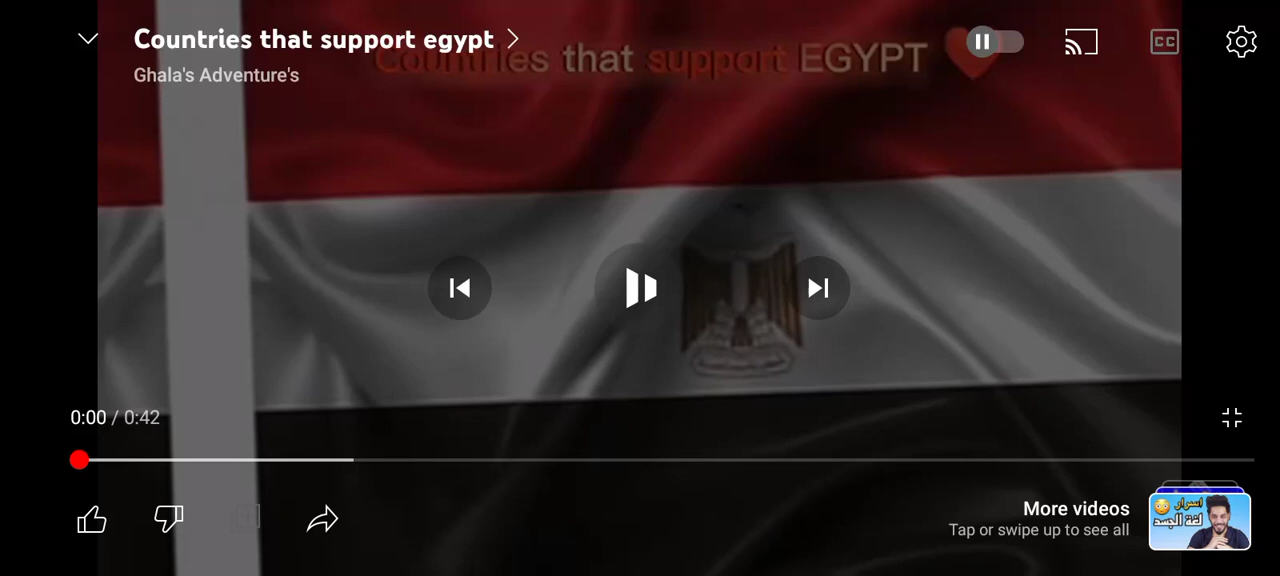 Countries that support egypt
Ghala's Adventure's
Countries that support EGYPT
CC
0:00 / 0:42
More videos
Tap or swipe up to see all
اسرار
لغة الجسد